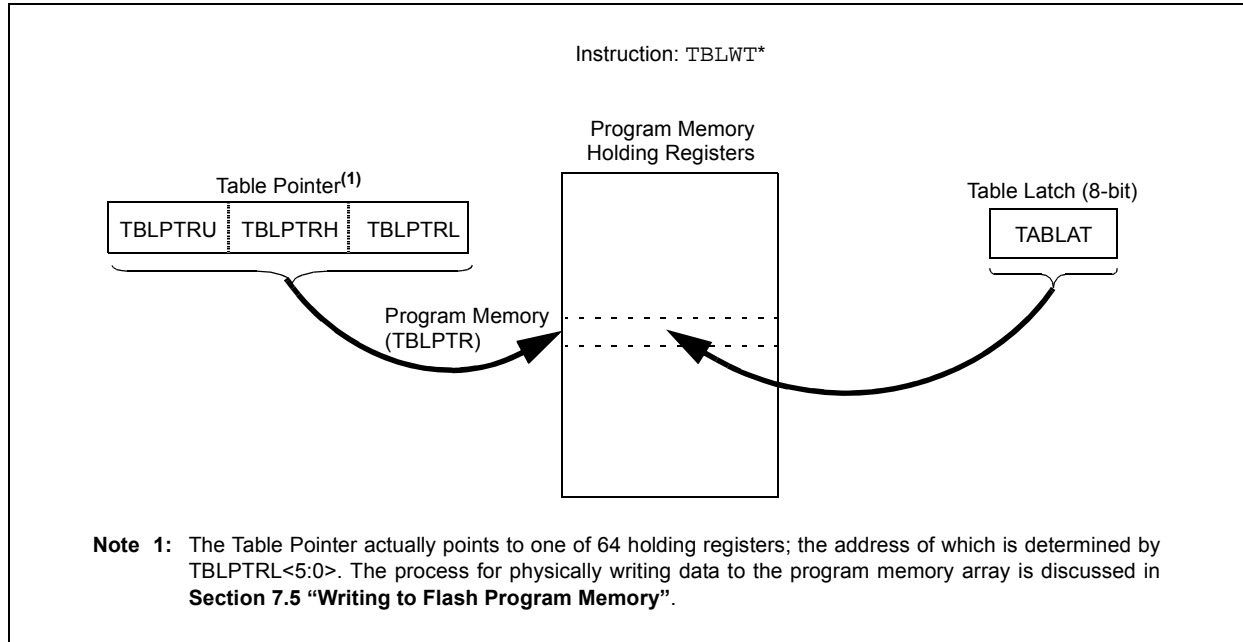 Instruction: TBLWT*
Program Memory
Holding Registers
Table Pointer(1)
Table Latch (8-bit)
TBLPTRU TBLPTRH TBLPTRL
TABLAT
Program Memory
(TBLPTR)
Note 1: The Table Pointer actually points to one of 64 holding registers; the address of which is determined by
TBLPTRL<5:0>. The process for physically writing data to the program memory array is discussed in
Section 7.5 “Writing to Flash Program Memory”.